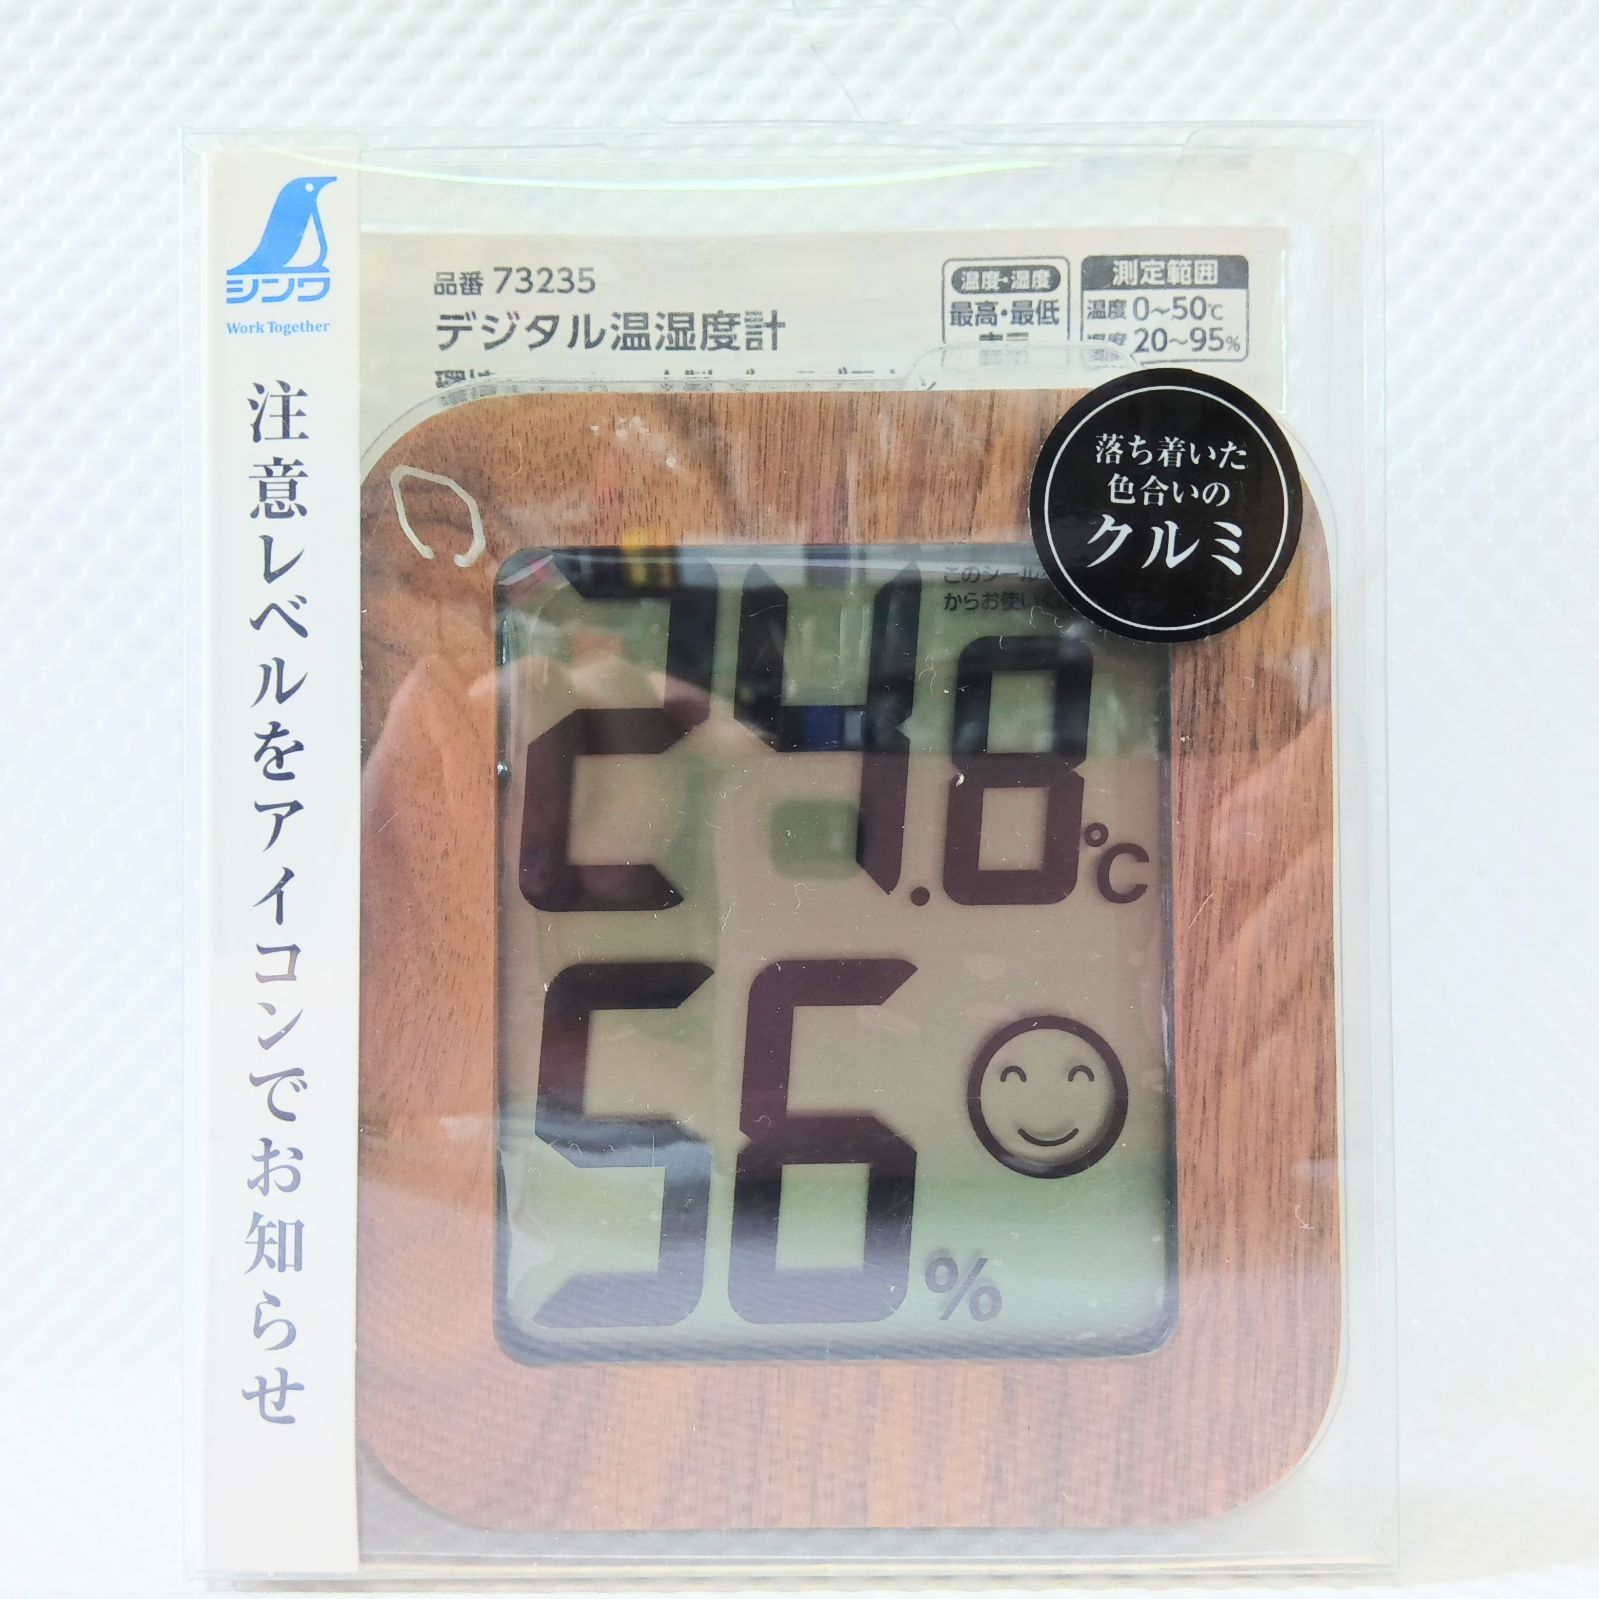 シンワ
Work Together
注意レベルをアイコンでお知らせ
品番 73235
デジタル温湿度計
温度・湿度
最高・最低
測定範囲
温度 0～50℃
20～95%
落ち着いた
色合いの
クルミ
このシール
からお使い
24.8℃
56%